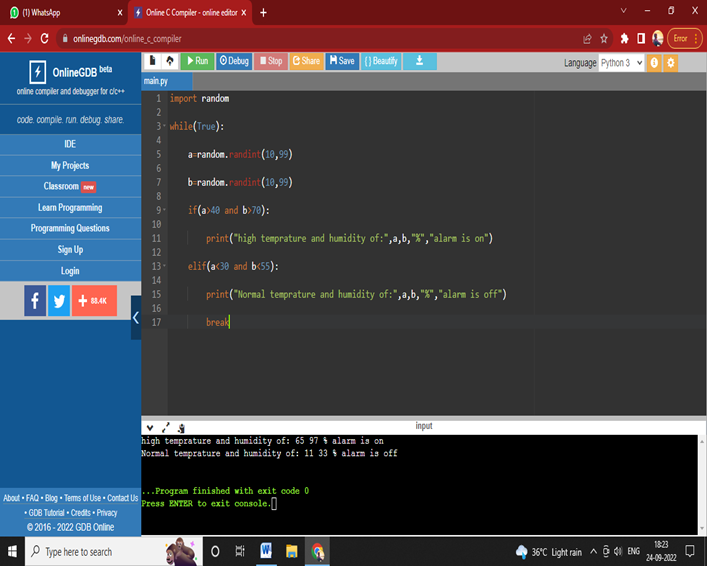 (1) WhatsApp
Online C Compiler - online editor
onlinegdb.com/online_c_compiler
Error
OnlineGDB beta
online compiler and debugger for c/c++
code. compile. run. debug. share.
IDE
My Projects
Classroom new
Learn Programming
Programming Questions
Sign Up
Login
88.4K
About • FAQ • Blog • Terms of Use • Contact Us
• GDB Tutorial • Credits • Privacy
© 2016 - 2022 GDB Online
Run Debug Stop Share Save {} Beautify
Language Python 3
main.py
1 import random
2
3 while(True):
4
5 a=random.randint(10,99)
6
7 b=random.randint(10,99)
8
9 if(a>40 and b>70):
10
11 print("high temprature and humidity of:",a,b,"%","alarm is on")
12
13 elif(a<30 and b<55):
14
15 print("Normal temprature and humidity of:",a,b,"%","alarm is off")
16
17 break
input
high temprature and humidity of: 65 97 % alarm is on
Normal temprature and humidity of: 11 33 % alarm is off
...Program finished with exit code 0
Press ENTER to exit console.
Type here to search
36°C Light rain
ENG
18:23
24-09-2022